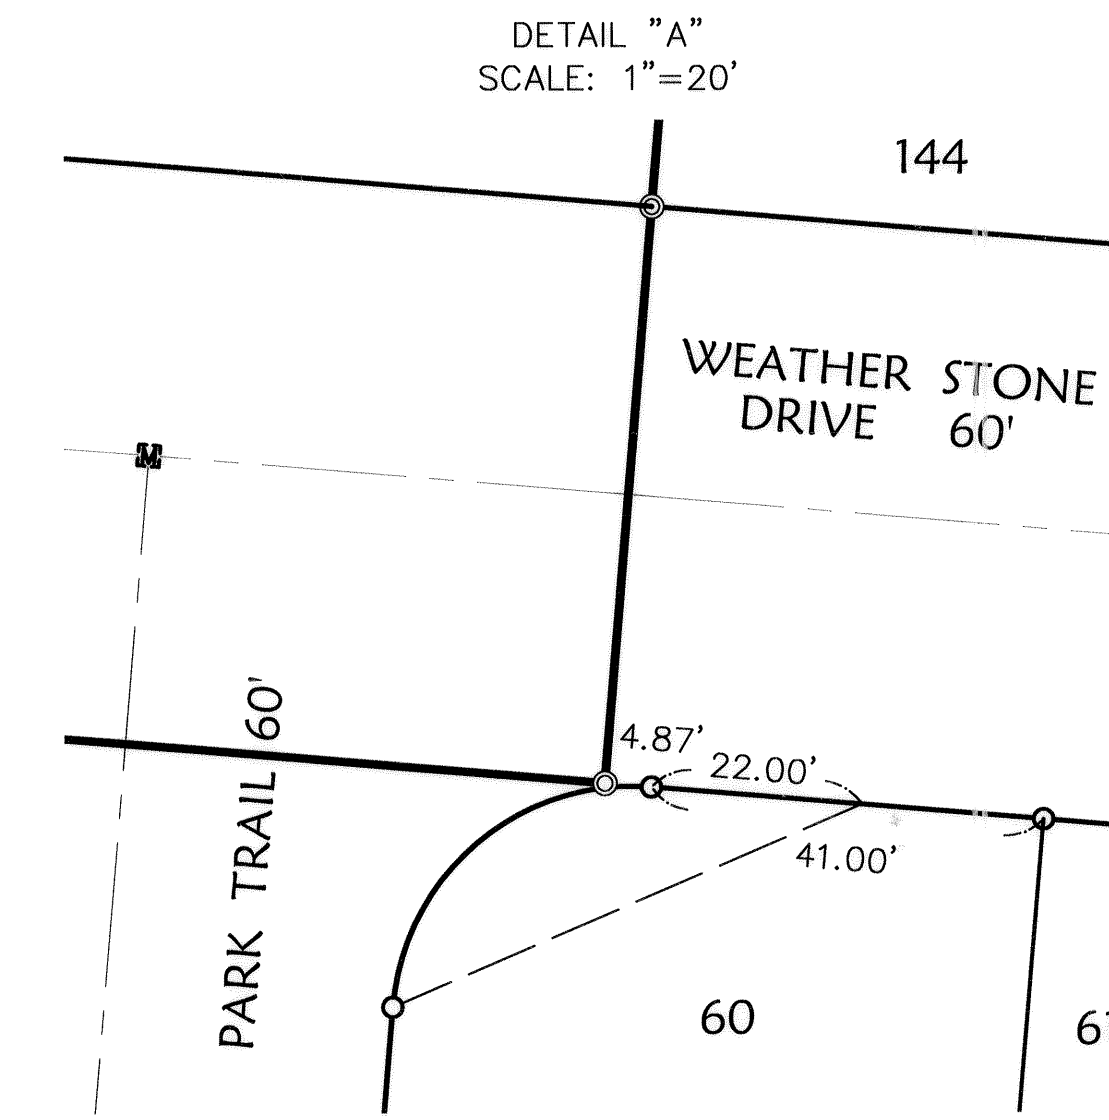 DETAIL "A"
SCALE: 1"=20'
144
WEATHER STONE
DRIVE 60'
M
PARK TRAIL 60'
4.87'
22.00'
41.00'
60